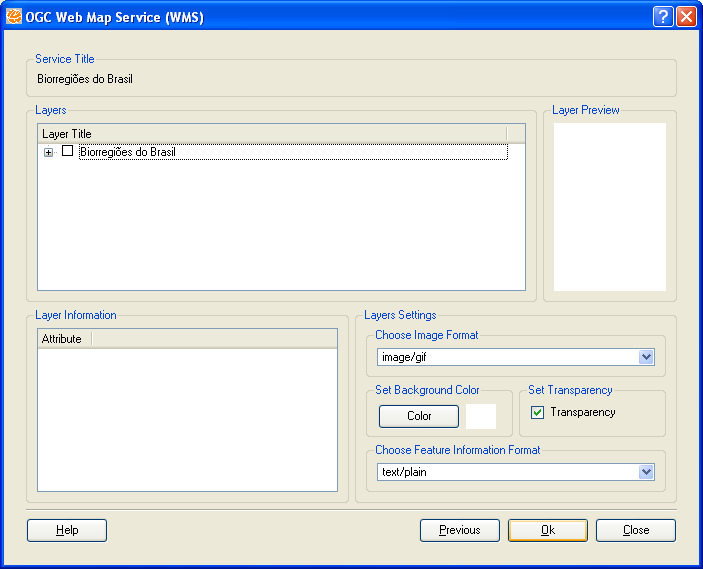 OGC Web Map Service (WMS)
Service Title
Biorregiões do Brasil
Layers
Layer Title
Biorregiões do Brasil
Layer Preview
Layer Information
Attribute
Layers Settings
Choose Image Format
image/gif
Set Background Color
Color
Set Transparency
Transparency
Choose Feature Information Format
text/plain
Help
Previous
Ok
Close